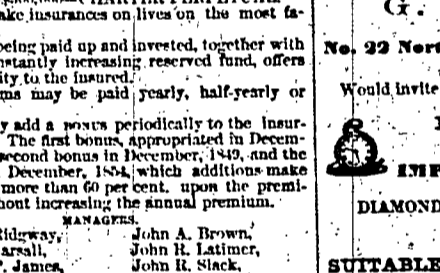 ake insurances on lives on the most fa-
being paid up and invested, together with
nstantly increasing reserved fund, offers
ity to the insured.
ms may be paid yearly, half-yearly or
y add a BONUS periodically to the insur-
The first bonus, appropriated in Decem-
second bonus in December, 1849, and the
December, 1854, which additions make
more than 60 per cent. upon the premi-
hout increasing the annual premium.
MANAGERS.
Ridgway, John A. Brown,
arsall, John R. Latimer,
. James, John R. Slack,
G.
No. 22 Nort
Would invite
IMP
DIAMOND
SUITABLE